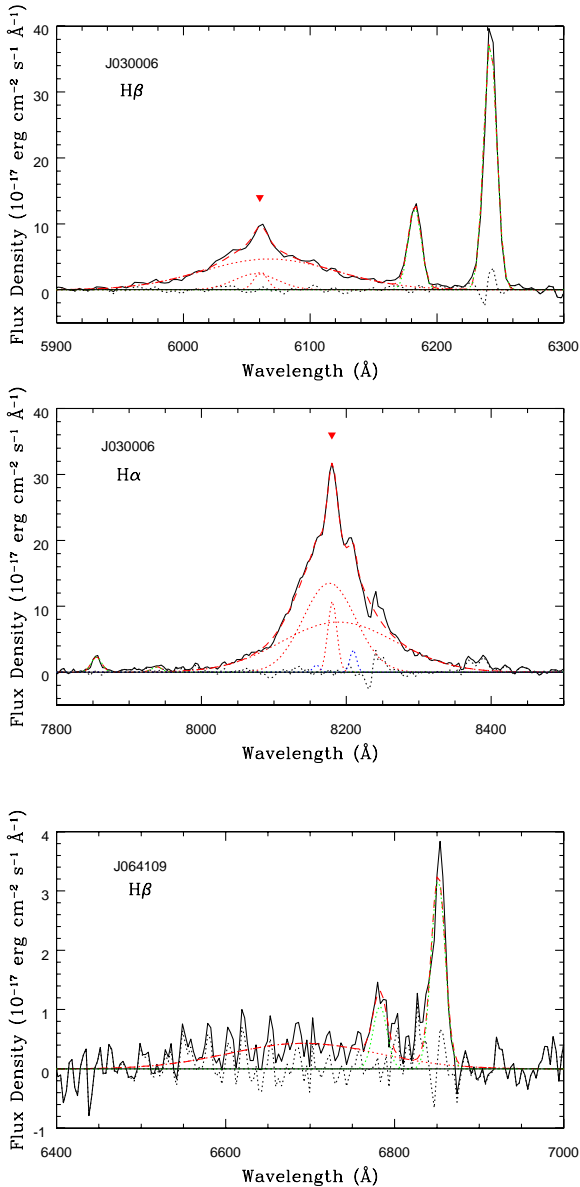 40
J030006
Hβ
30
20
10
0
Flux Density (10⁻¹⁷ erg cm⁻² s⁻¹ Å⁻¹)
5900 6000 6100 6200 6300
Wavelength (Å)
40
J030006
Hα
30
20
10
0
Flux Density (10⁻¹⁷ erg cm⁻² s⁻¹ Å⁻¹)
7800 8000 8200 8400
Wavelength (Å)
4
J064109
Hβ
3
2
1
0
-1
Flux Density (10⁻¹⁷ erg cm⁻² s⁻¹ Å⁻¹)
6400 6600 6800 7000
Wavelength (Å)